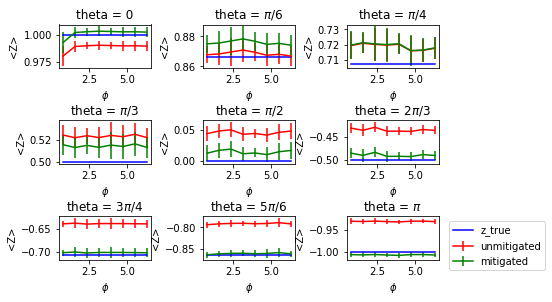 theta = 0
theta = π/6
theta = π/4
1.000
0.975
<Z>
2.5
5.0
ϕ
0.88
0.86
<Z>
2.5
5.0
ϕ
0.73
0.72
0.71
<Z>
2.5
5.0
ϕ
theta = π/3
theta = π/2
theta = 2π/3
0.52
0.50
<Z>
2.5
5.0
ϕ
0.05
0.00
<Z>
2.5
5.0
ϕ
−0.45
−0.50
<Z>
2.5
5.0
ϕ
theta = 3π/4
theta = 5π/6
theta = π
−0.65
−0.70
<Z>
2.5
5.0
ϕ
−0.80
−0.85
<Z>
2.5
5.0
ϕ
−0.95
−1.00
<Z>
2.5
5.0
ϕ
z_true
unmitigated
mitigated